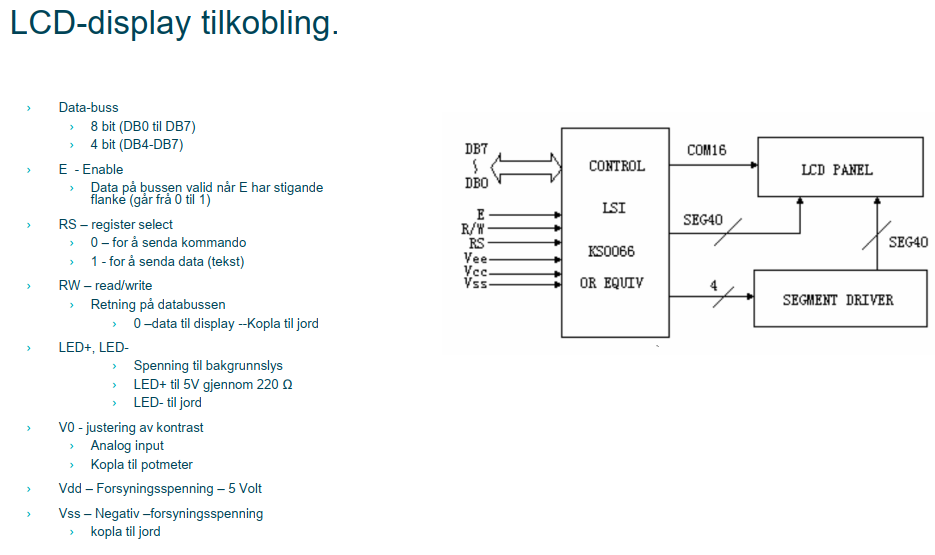 LCD-display tilkobling.
› Data-buss
› 8 bit (DB0 til DB7)
› 4 bit (DB4-DB7)
› E - Enable
› Data på bussen valid når E har stigande
flanke (går frå 0 til 1)
› RS – register select
› 0 – for å senda kommando
› 1 - for å senda data (tekst)
› RW – read/write
› Retning på databussen
› 0 –data til display --Kopla til jord
› LED+, LED-
› Spenning til bakgrunnslys
› LED+ til 5V gjennom 220 Ω
› LED- til jord
› V0 - justering av kontrast
› Analog input
› Kopla til potmeter
› Vdd – Forsyningsspenning – 5 Volt
› Vss – Negativ –forsyningsspenning
› kopla til jord
DB7
DB0
E
R/W
RS
Vee
Vcc
Vss
CONTROL
LSI
KS0066
OR EQUIV
COM16
SEG40
4
LCD PANEL
SEG40
SEGMENT DRIVER